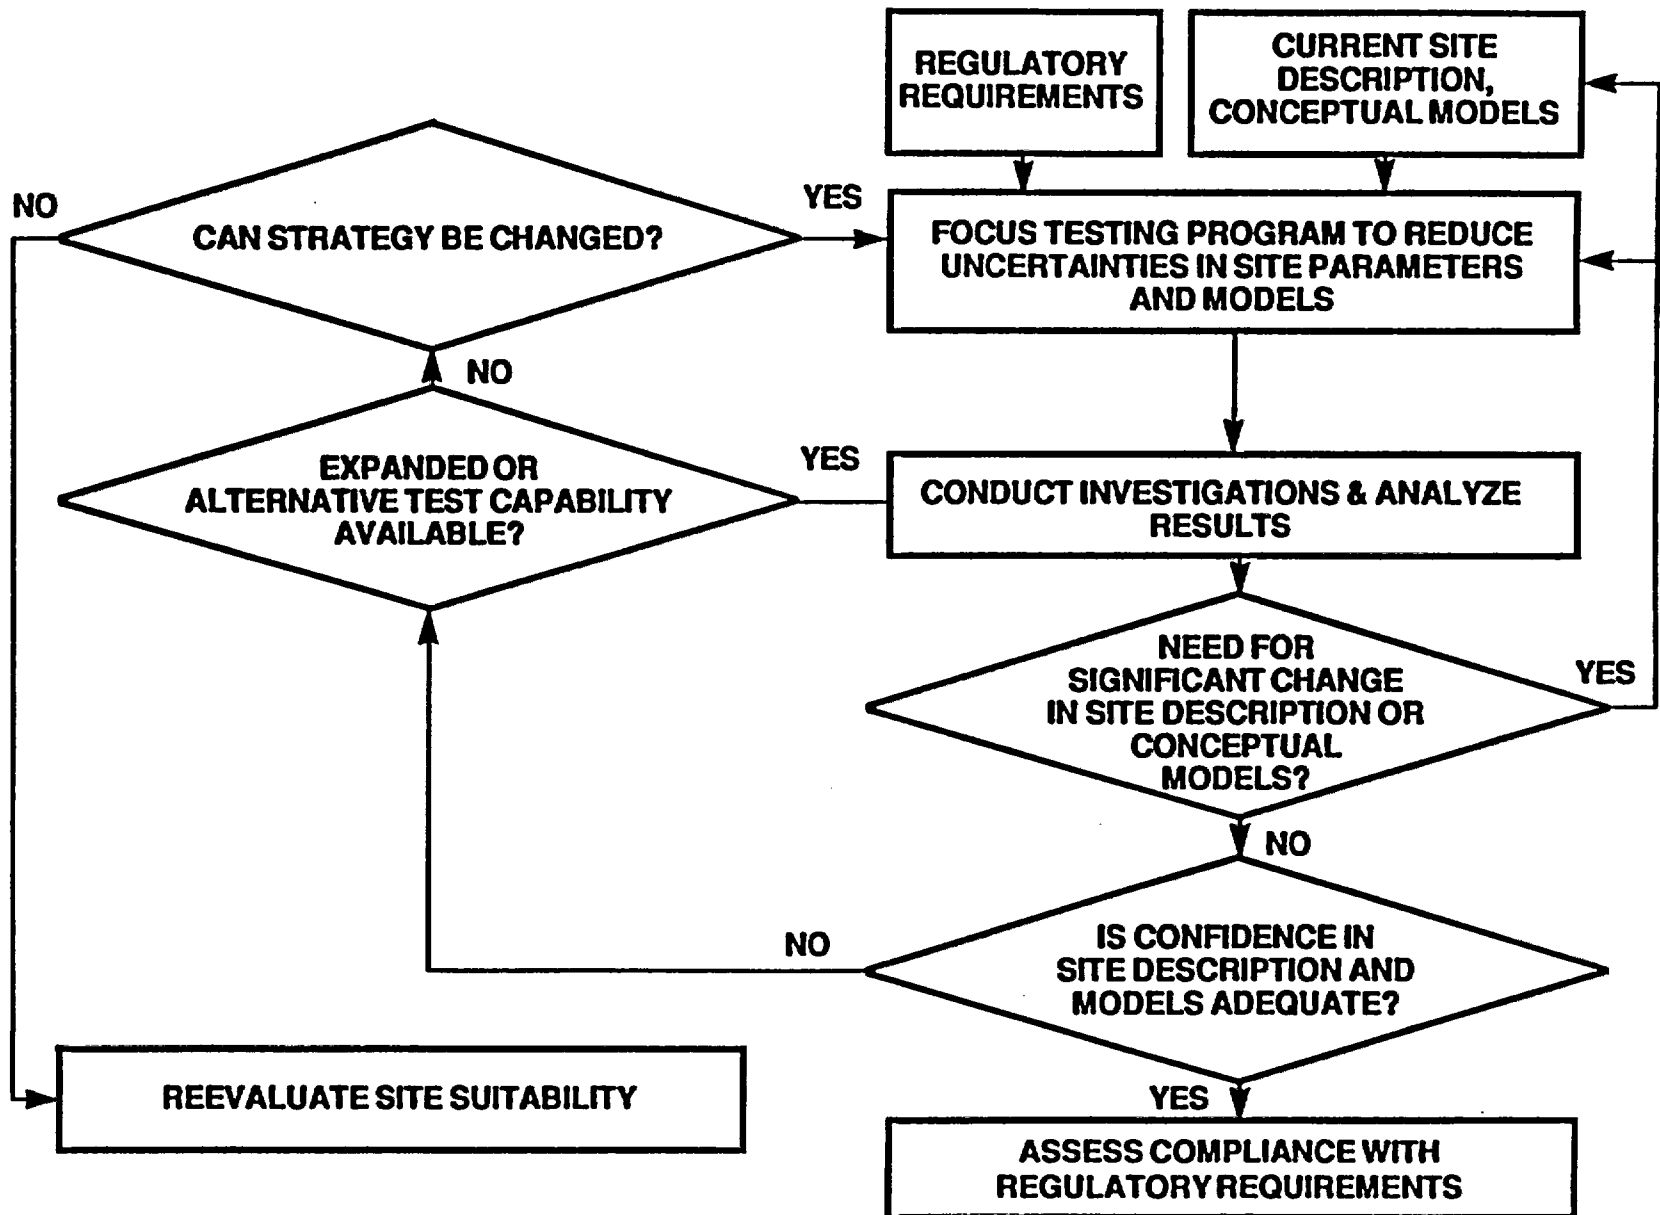 REGULATORY
REQUIREMENTS
CURRENT SITE
DESCRIPTION,
CONCEPTUAL MODELS
NO
CAN STRATEGY BE CHANGED?
YES
FOCUS TESTING PROGRAM TO REDUCE
UNCERTAINTIES IN SITE PARAMETERS
AND MODELS
NO
EXPANDED OR
ALTERNATIVE TEST CAPABILITY
AVAILABLE?
YES
CONDUCT INVESTIGATIONS & ANALYZE
RESULTS
NEED FOR
SIGNIFICANT CHANGE
IN SITE DESCRIPTION OR
CONCEPTUAL
MODELS?
YES
NO
IS CONFIDENCE IN
SITE DESCRIPTION AND
MODELS ADEQUATE?
NO
YES
REEVALUATE SITE SUITABILITY
ASSESS COMPLIANCE WITH
REGULATORY REQUIREMENTS